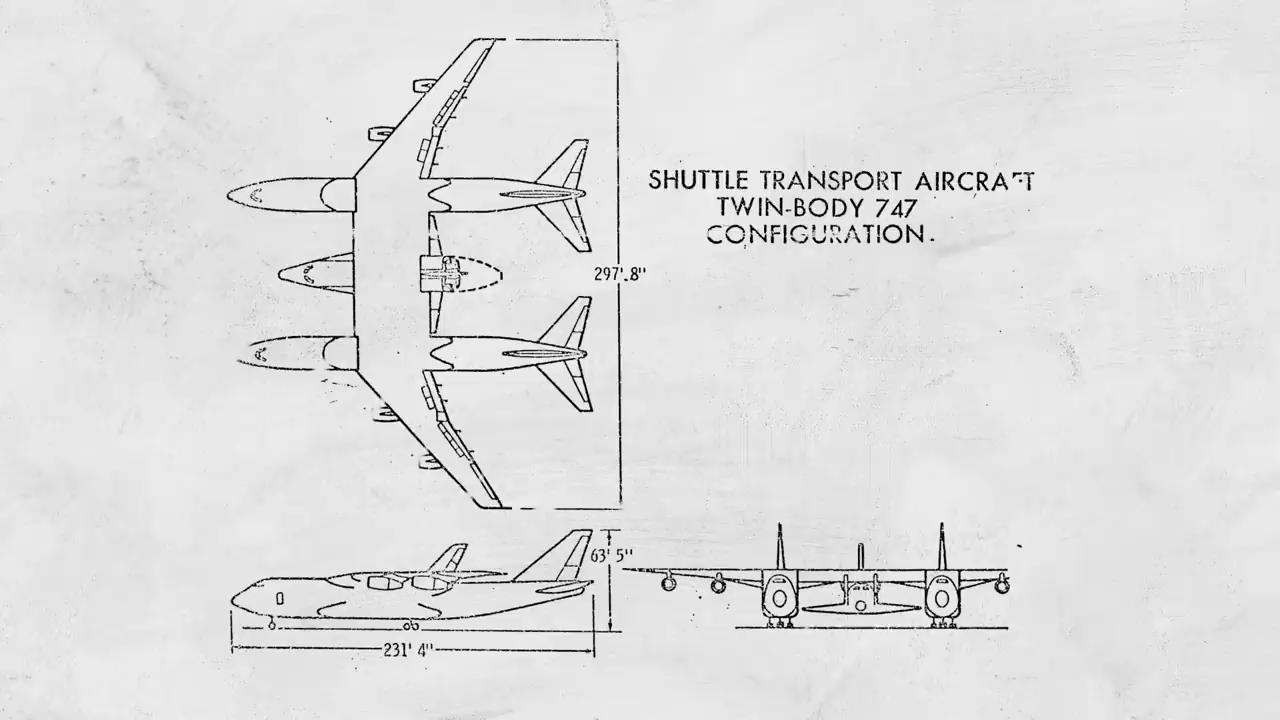 SHUTTLE TRANSPORT AIRCRAFT
TWIN-BODY 747
CONFIGURATION.
297'.8"
63' 5"
231' 4"